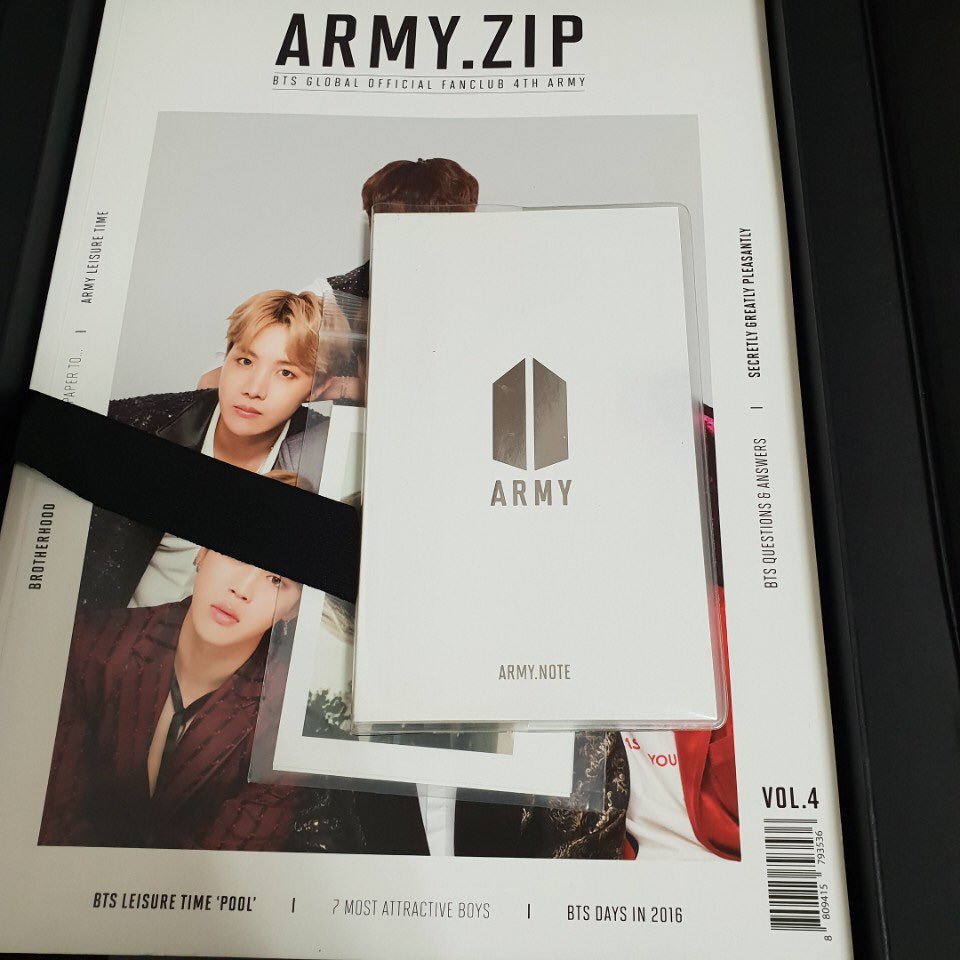 ARMY.ZIP
BTS GLOBAL OFFICIAL FANCLUB 4TH ARMY
ARMY LEISURE TIME
I
PAPER TO...
BROTHERHOOD
SECRETLY GREATLY PLEASANTLY
I
BTS QUESTIONS & ANSWERS
ARMY
ARMY.NOTE
YOU
VOL.4
8 809415 793536
BTS LEISURE TIME 'POOL' I 7 MOST ATTRACTIVE BOYS I BTS DAYS IN 2016